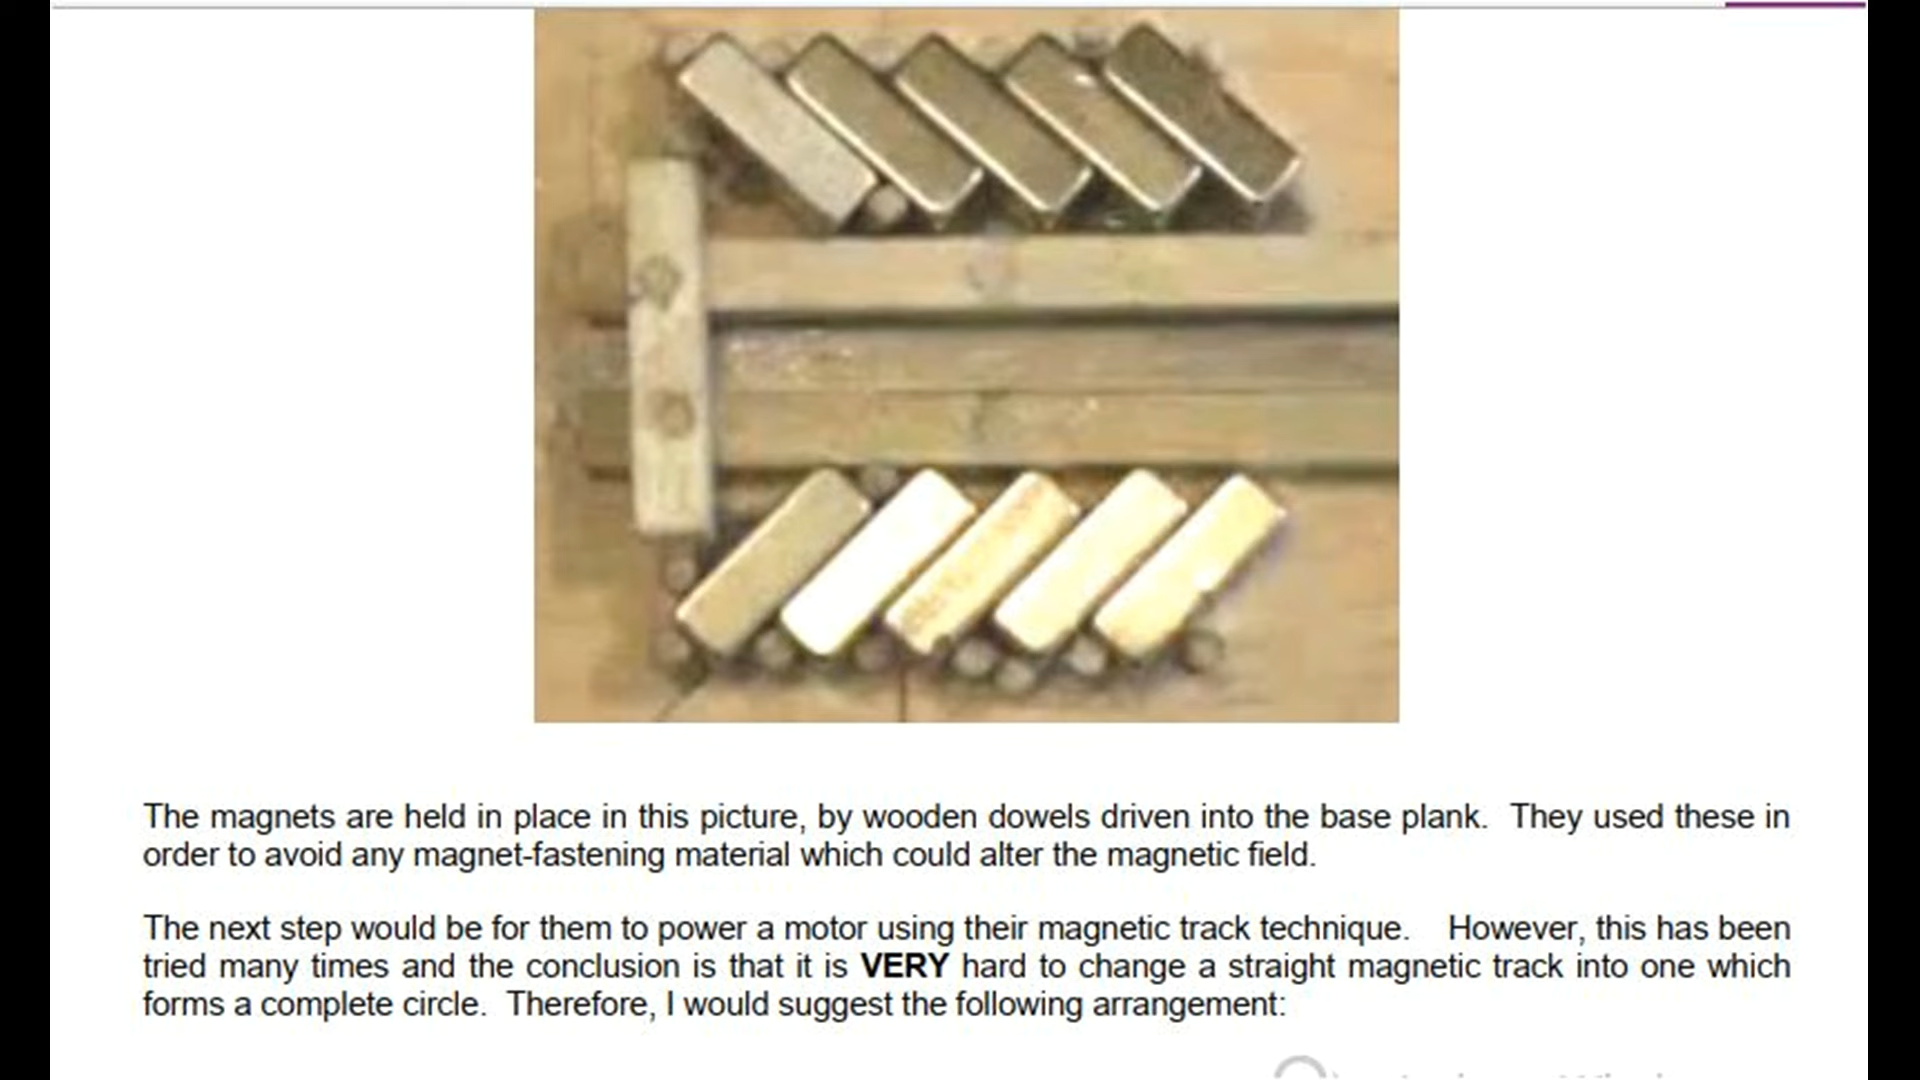 The magnets are held in place in this picture, by wooden dowels driven into the base plank. They used these in
order to avoid any magnet-fastening material which could alter the magnetic field.
The next step would be for them to power a motor using their magnetic track technique. However, this has been
tried many times and the conclusion is that it is VERY hard to change a straight magnetic track into one which
forms a complete circle. Therefore, I would suggest the following arrangement: